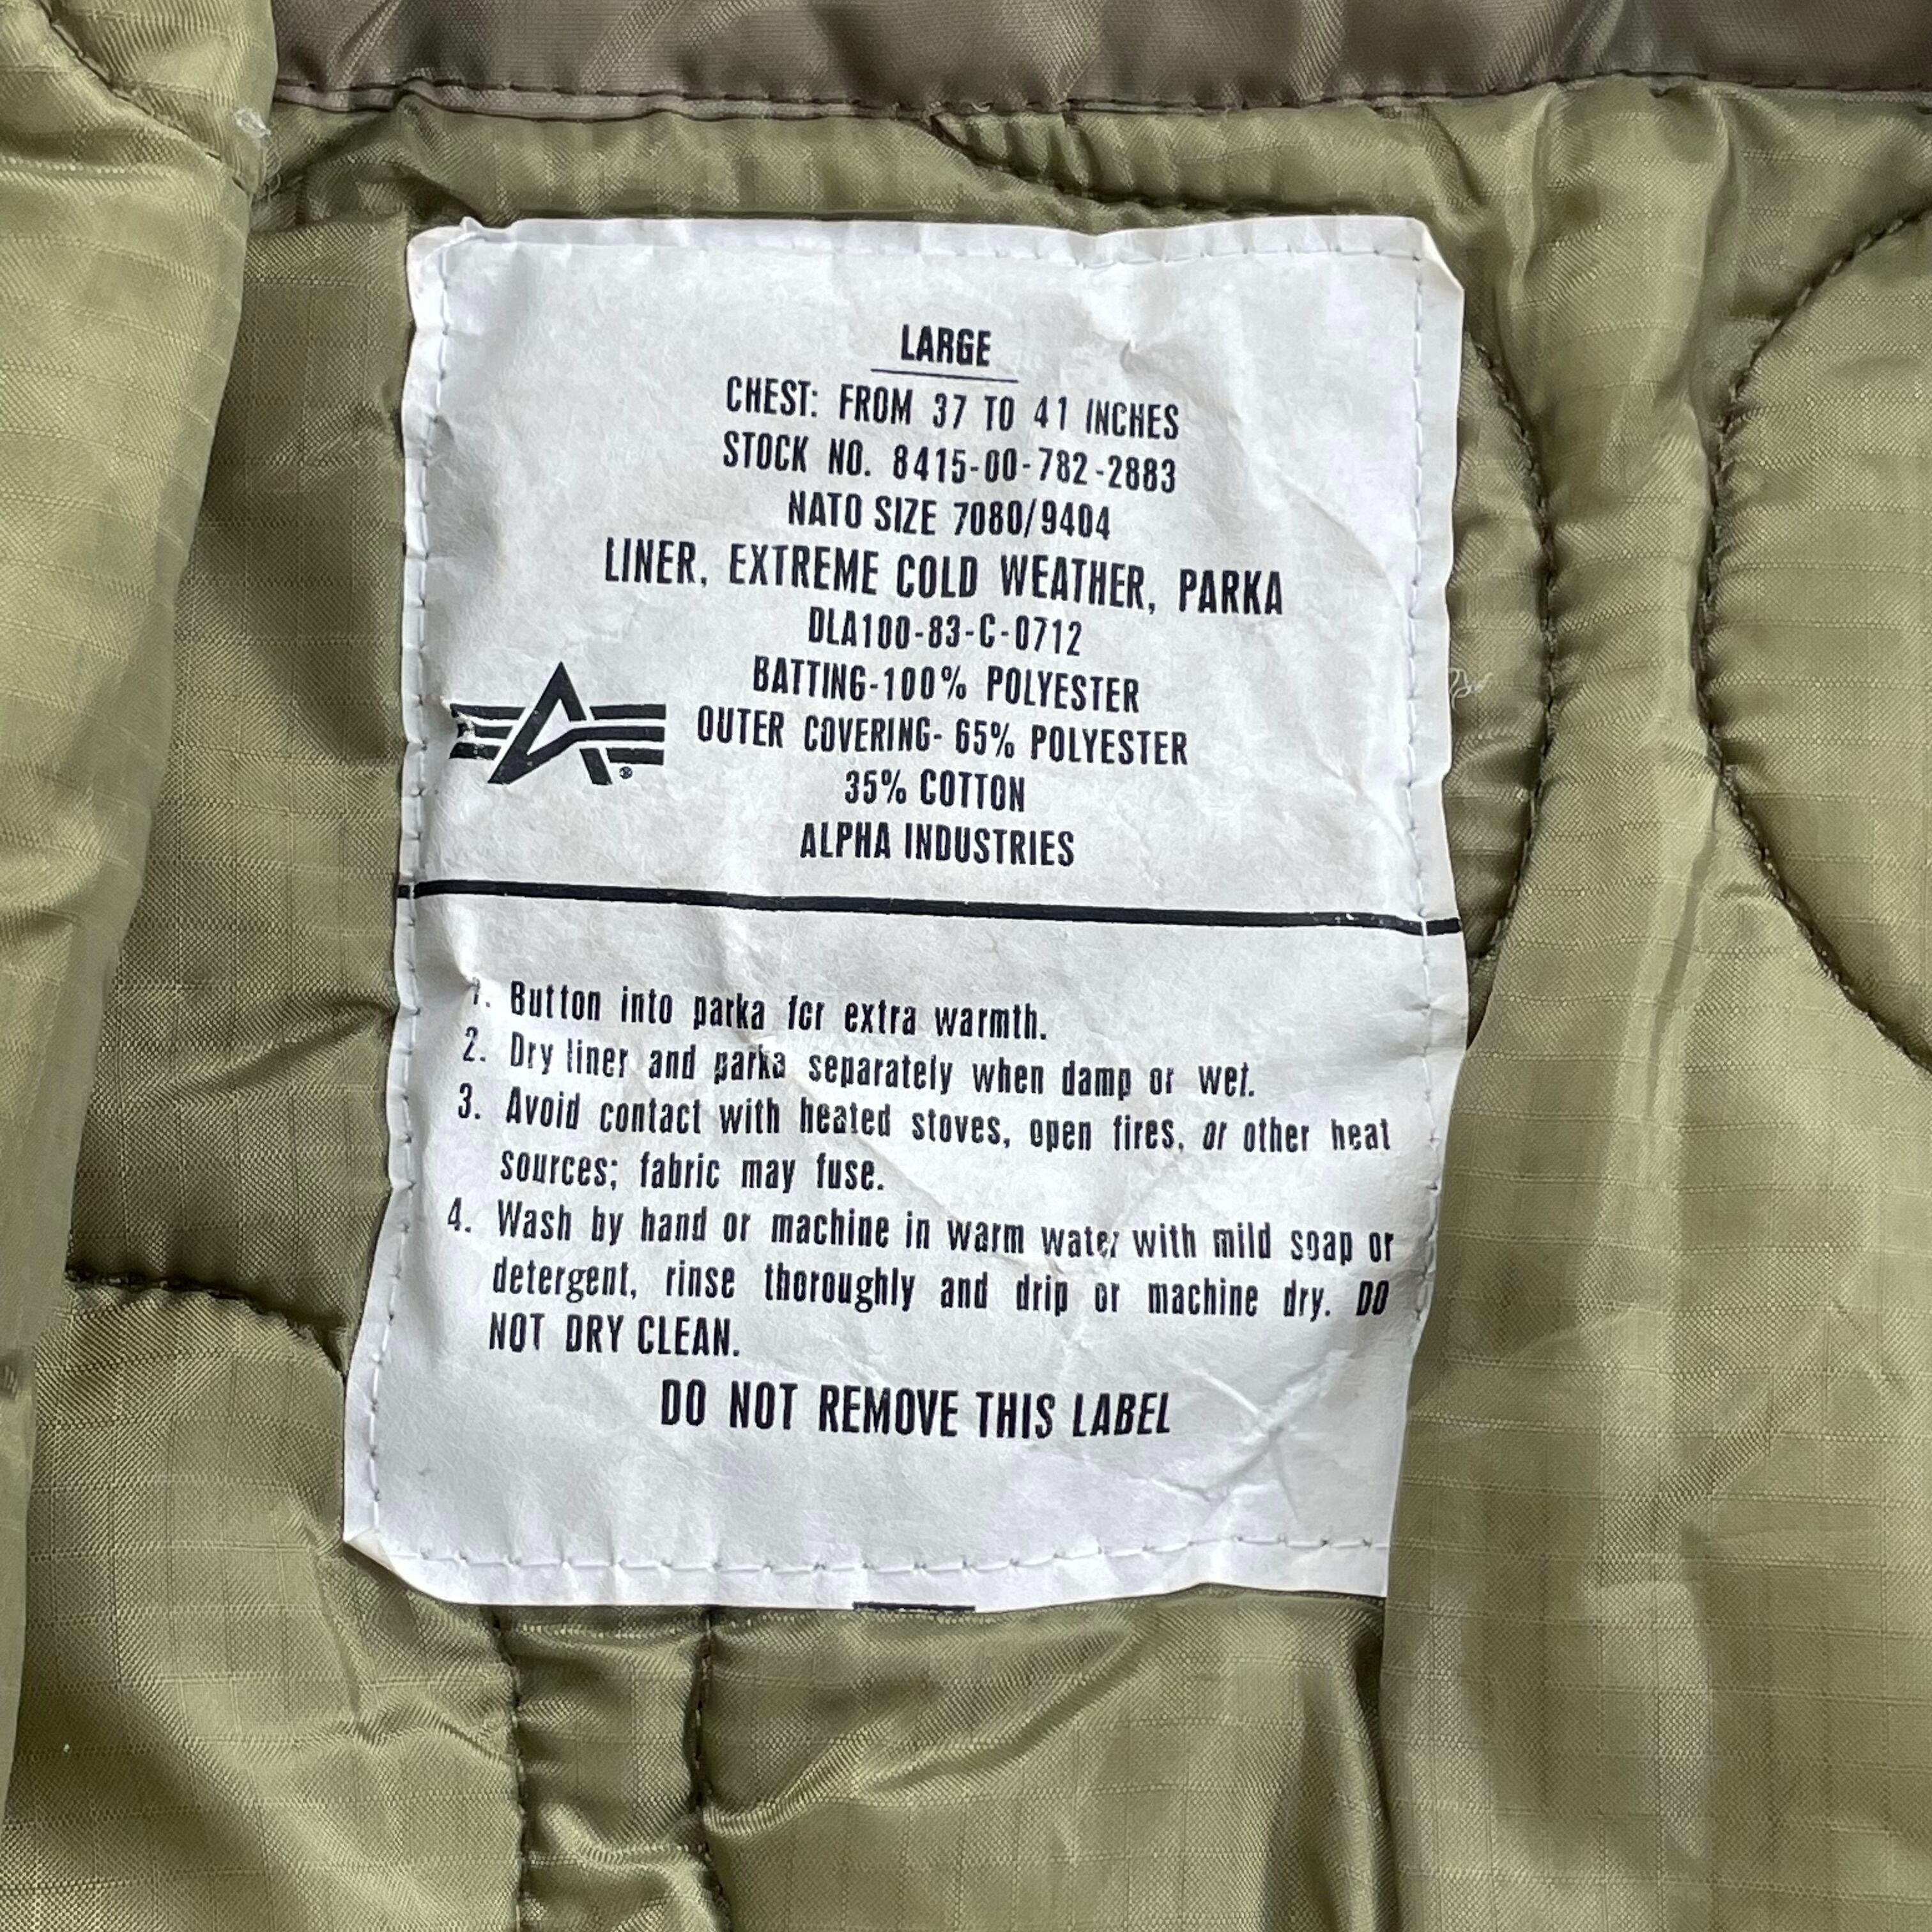 LARGE
CHEST: FROM 37 TO 41 INCHES
STOCK NO. 8415-00-782-2883
NATO SIZE 7080/9404
LINER, EXTREME COLD WEATHER, PARKA
DLA100-83-C-0712
BATTING-100% POLYESTER
OUTER COVERING- 65% POLYESTER
35% COTTON
ALPHA INDUSTRIES
1. Button into parka for extra warmth.
2. Dry liner and parka separately when damp or wet.
3. Avoid contact with heated stoves, open fires, or other heat
sources; fabric may fuse.
4. Wash by hand or machine in warm water with mild soap or
detergent, rinse thoroughly and drip or machine dry. DO
NOT DRY CLEAN.
DO NOT REMOVE THIS LABEL